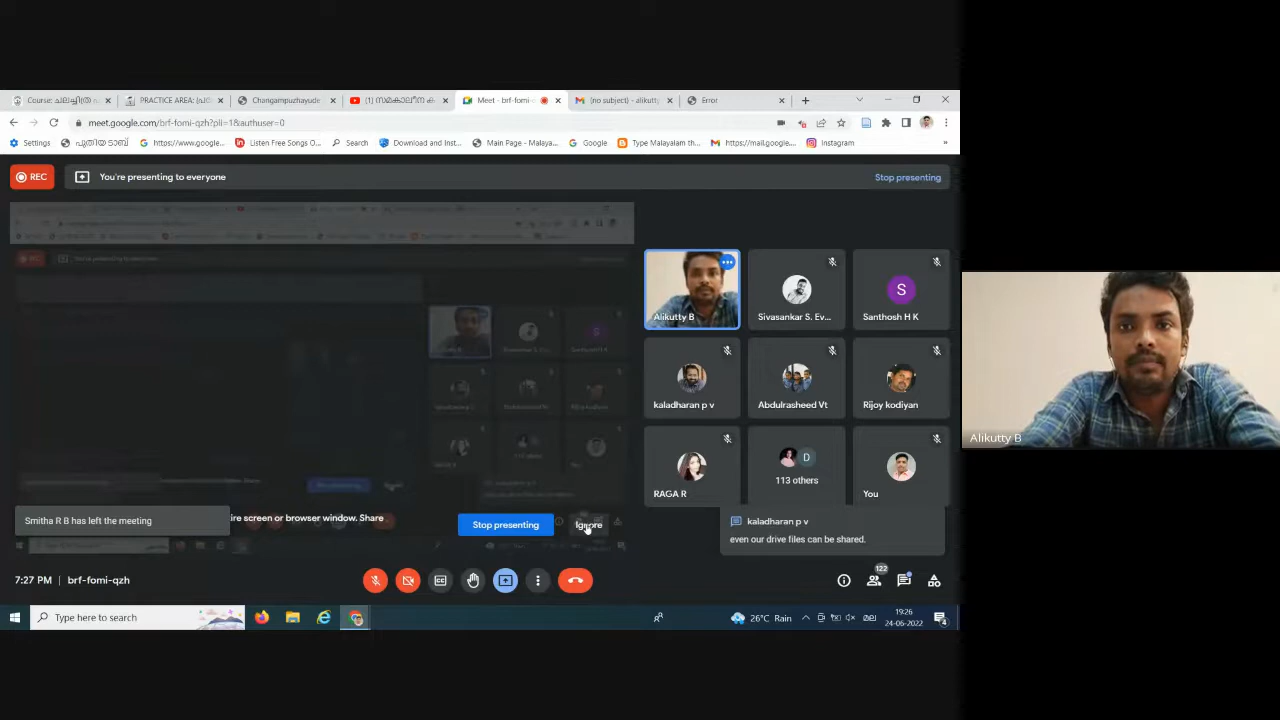 Course: ചലച്ചിത്ര
PRACTICE AREA:
Changampuzhayude
(1) സമകാലീന ക
Meet - brf-fomi-
(no subject) - alikutty
Error
meet.google.com/brf-fomi-qzh?pli=1&authuser=0
Settings
പുതിയ ടാബ്
https://www.google...
Listen Free Songs O...
Search
Download and Inst...
Main Page - Malaya...
Google
Type Malayalam th...
https://mail.google....
Instagram
REC
You're presenting to everyone
Stop presenting
Alikutty B
Sivasankar S. Ev...
S
Santhosh H K
kaladharan p v
Abdulrasheed Vt
Rijoy kodiyan
RAGA R
D
113 others
You
Smitha R B has left the meeting
ire screen or browser window. Share
Stop presenting
Ignore
kaladharan p v
even our drive files can be shared.
7:27 PM | brf-fomi-qzh
122
Type here to search
26°C Rain
19:26
24-06-2022
4
Alikutty B